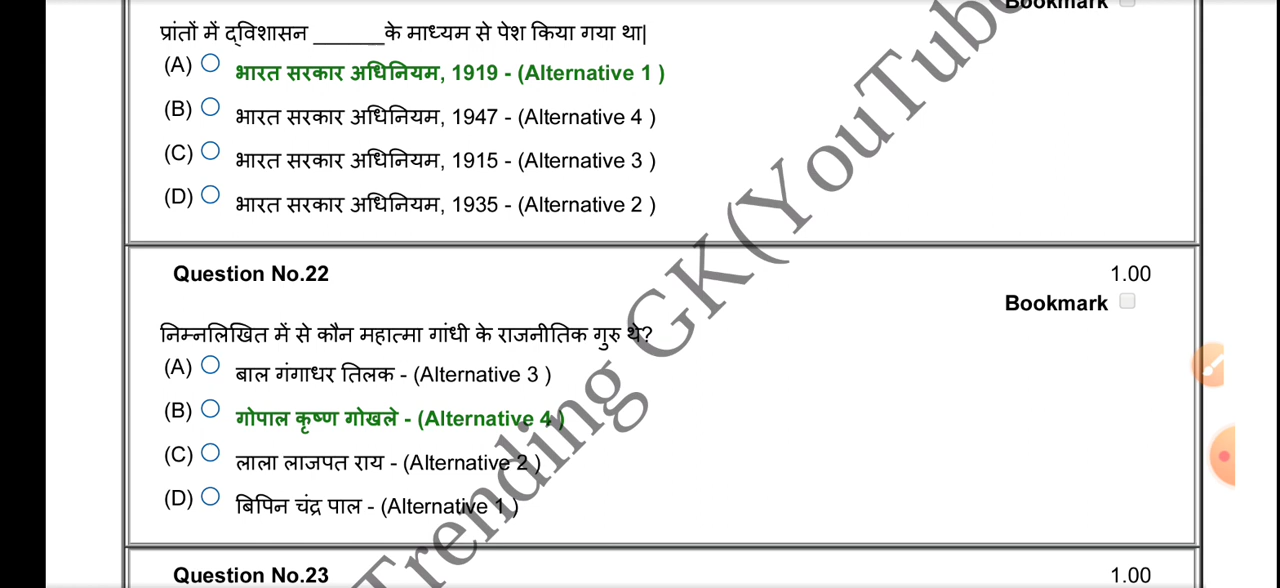 Bookmark
प्रांतों में द्विशासन ______के माध्यम से पेश किया गया था|
(A) भारत सरकार अधिनियम, 1919 - (Alternative 1 )
(B) भारत सरकार अधिनियम, 1947 - (Alternative 4 )
(C) भारत सरकार अधिनियम, 1915 - (Alternative 3 )
(D) भारत सरकार अधिनियम, 1935 - (Alternative 2 )
Question No.22 1.00
Bookmark
निम्नलिखित में से कौन महात्मा गांधी के राजनीतिक गुरु थे?
(A) बाल गंगाधर तिलक - (Alternative 3 )
(B) गोपाल कृष्ण गोखले - (Alternative 4 )
(C) लाला लाजपत राय - (Alternative 2 )
(D) बिपिन चंद्र पाल - (Alternative 1 )
Question No.23 1.00
Trending GK(YouTube